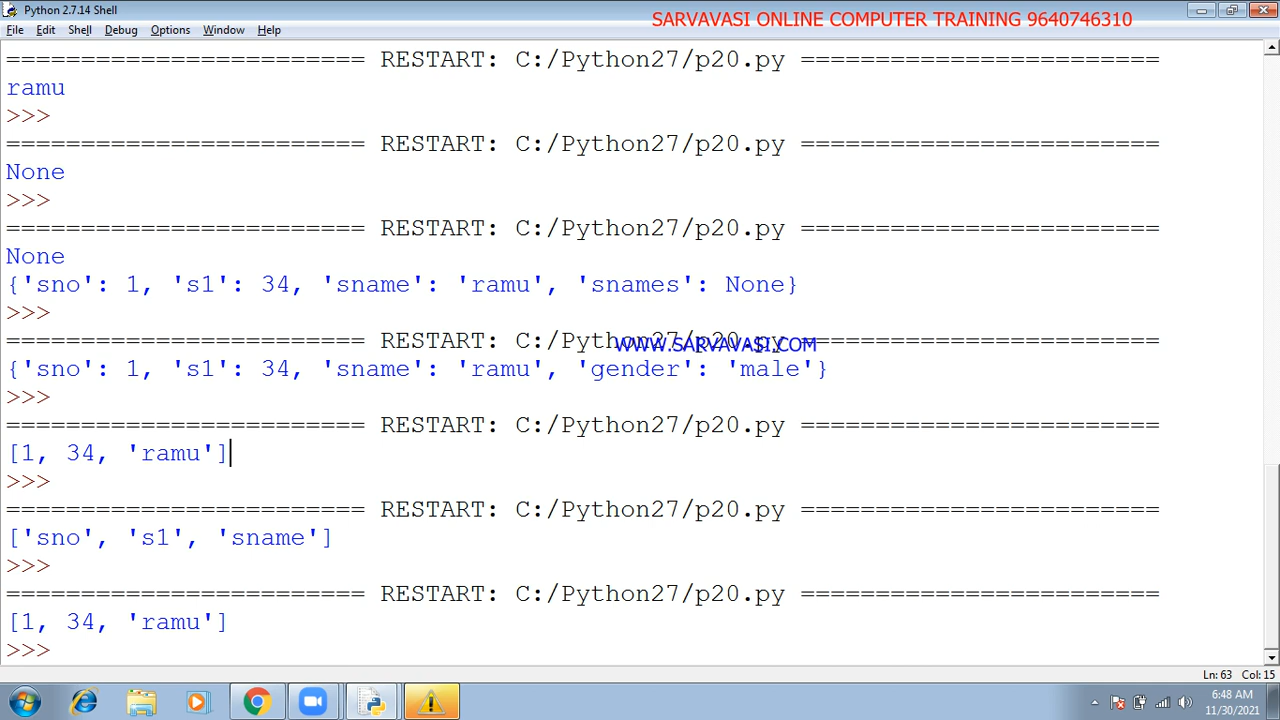 Python 2.7.14 Shell
SARVAVASI ONLINE COMPUTER TRAINING 9640746310
File Edit Shell Debug Options Window Help
======================== RESTART: C:/Python27/p20.py ========================
ramu
>>>
======================== RESTART: C:/Python27/p20.py ========================
None
>>>
======================== RESTART: C:/Python27/p20.py ========================
None
{'sno': 1, 's1': 34, 'sname': 'ramu', 'snames': None}
>>>
======================== RESTART: C:/Python27/p20.py ========================
WWW.SARVAVASI.COM
{'sno': 1, 's1': 34, 'sname': 'ramu', 'gender': 'male'}
>>>
======================== RESTART: C:/Python27/p20.py ========================
[1, 34, 'ramu']
>>>
======================== RESTART: C:/Python27/p20.py ========================
['sno', 's1', 'sname']
>>>
======================== RESTART: C:/Python27/p20.py ========================
[1, 34, 'ramu']
>>>
Ln: 63 Col: 15
6:48 AM
11/30/2021